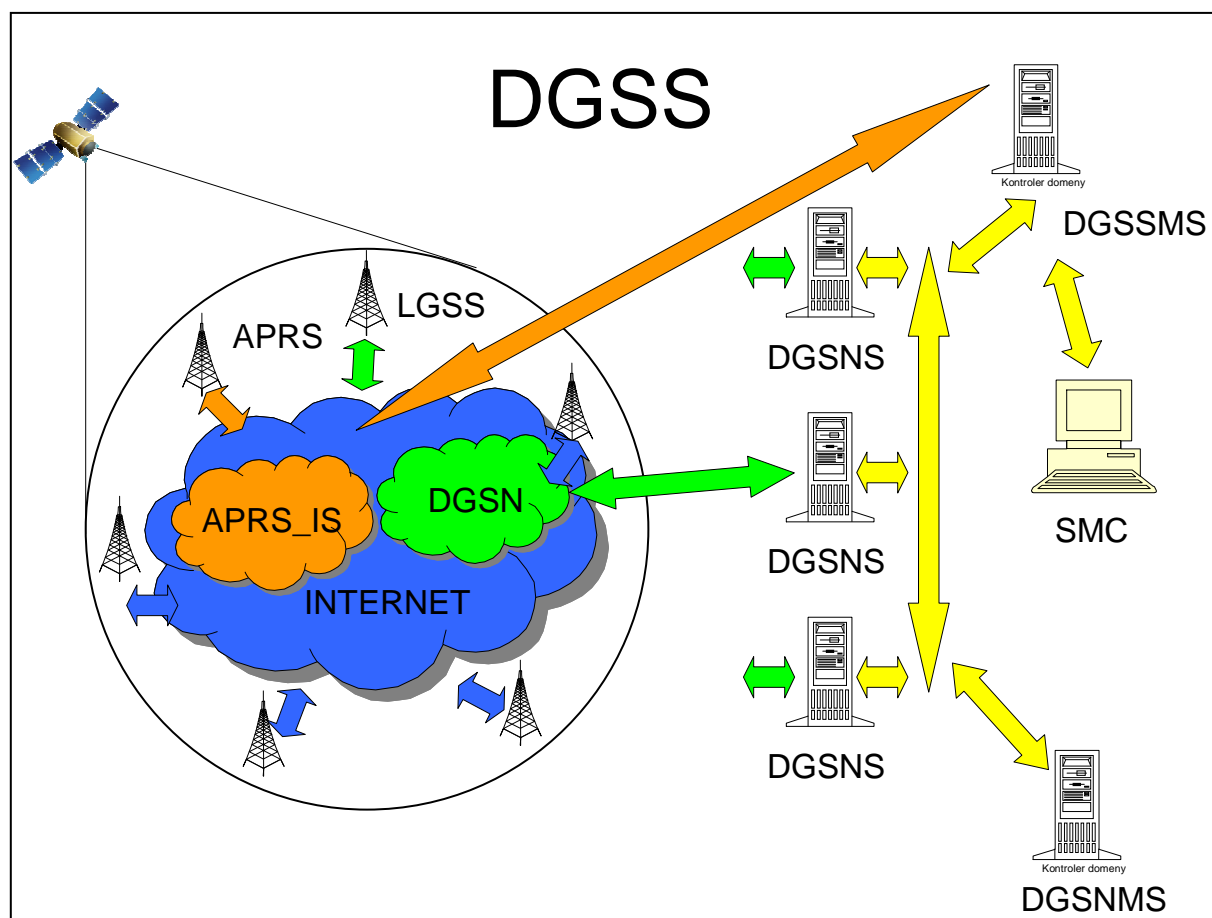 DGSS
Kontroler domeny
DGSSMS
LGSS
APRS
DGSNS
SMC
DGSN
APRS_IS
DGSNS
INTERNET
DGSNS
Kontroler domeny
DGSNMS